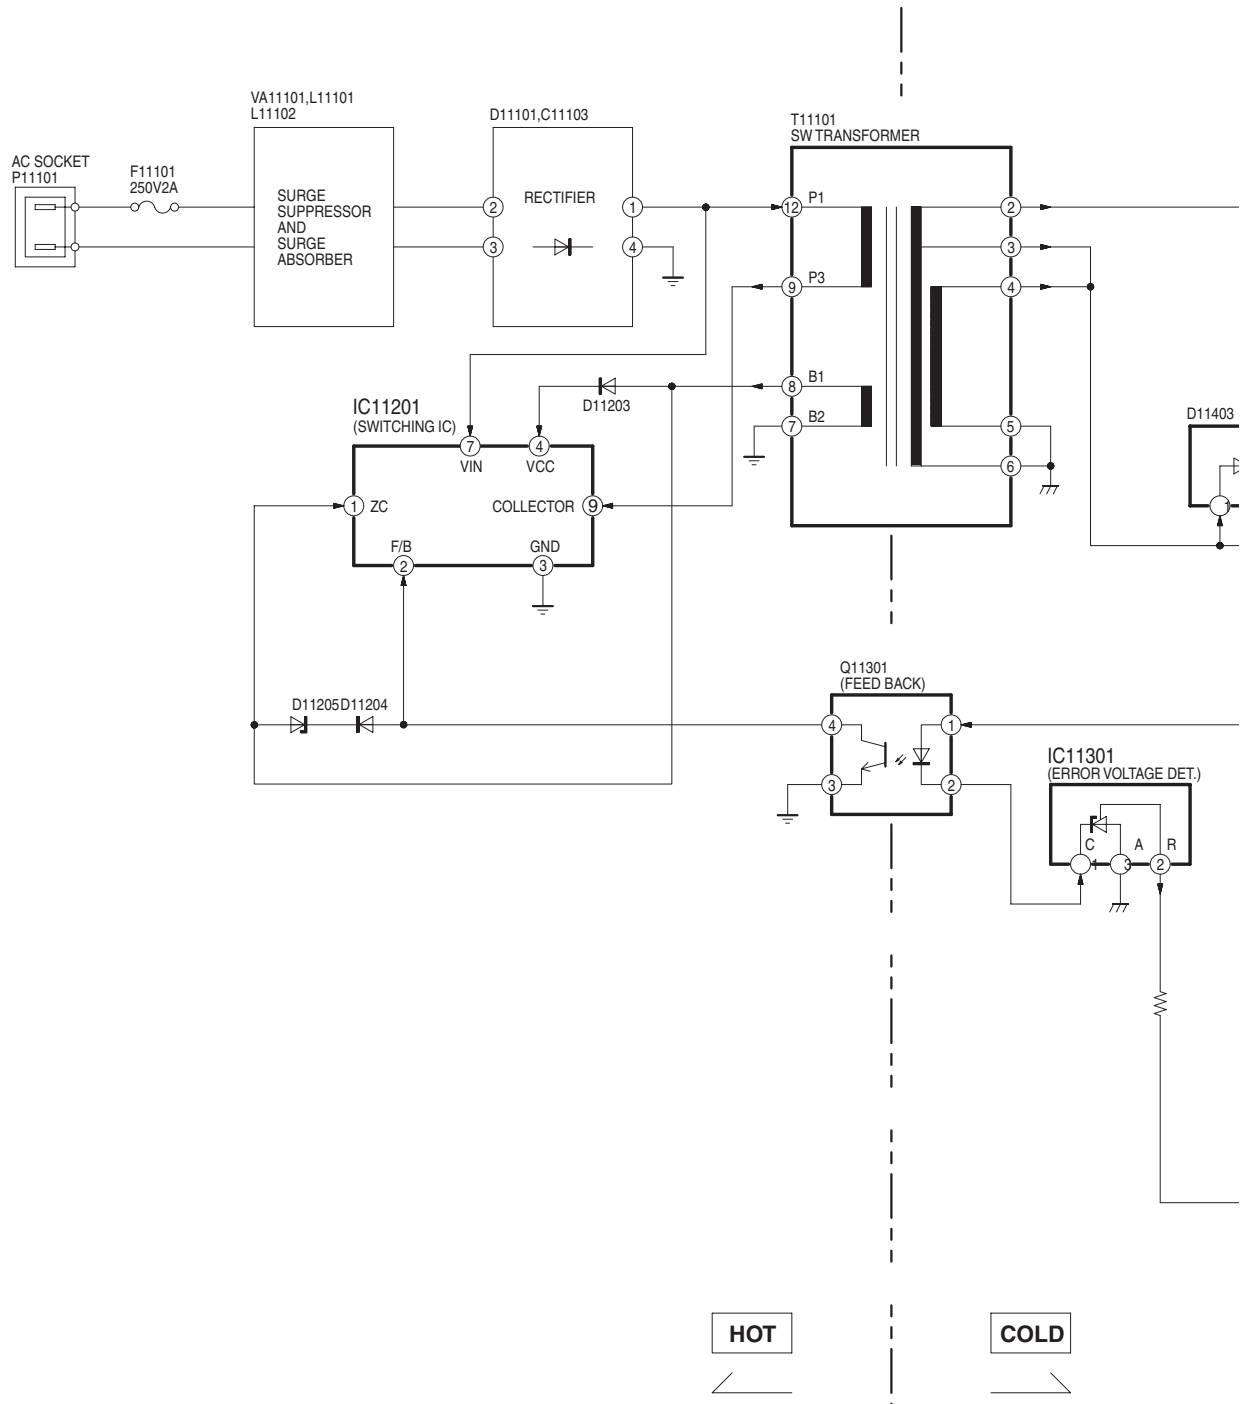 VA11101,L11101
L11102
D11101,C11103
T11101
SW TRANSFORMER
AC SOCKET
P11101
F11101
250V2A
SURGE
SUPPRESSOR
AND
SURGE
ABSORBER
2
RECTIFIER
1
3
4
12 P1
9 P3
8 B1
7 B2
2
3
4
5
6
D11203
IC11201
(SWITCHING IC)
7
VIN
4
VCC
1 ZC
COLLECTOR 9
F/B
2
GND
3
D11403
1
Q11301
(FEED BACK)
D11205 D11204
4
1
3
2
IC11301
(ERROR VOLTAGE DET.)
C A R
1 3 2
HOT
COLD